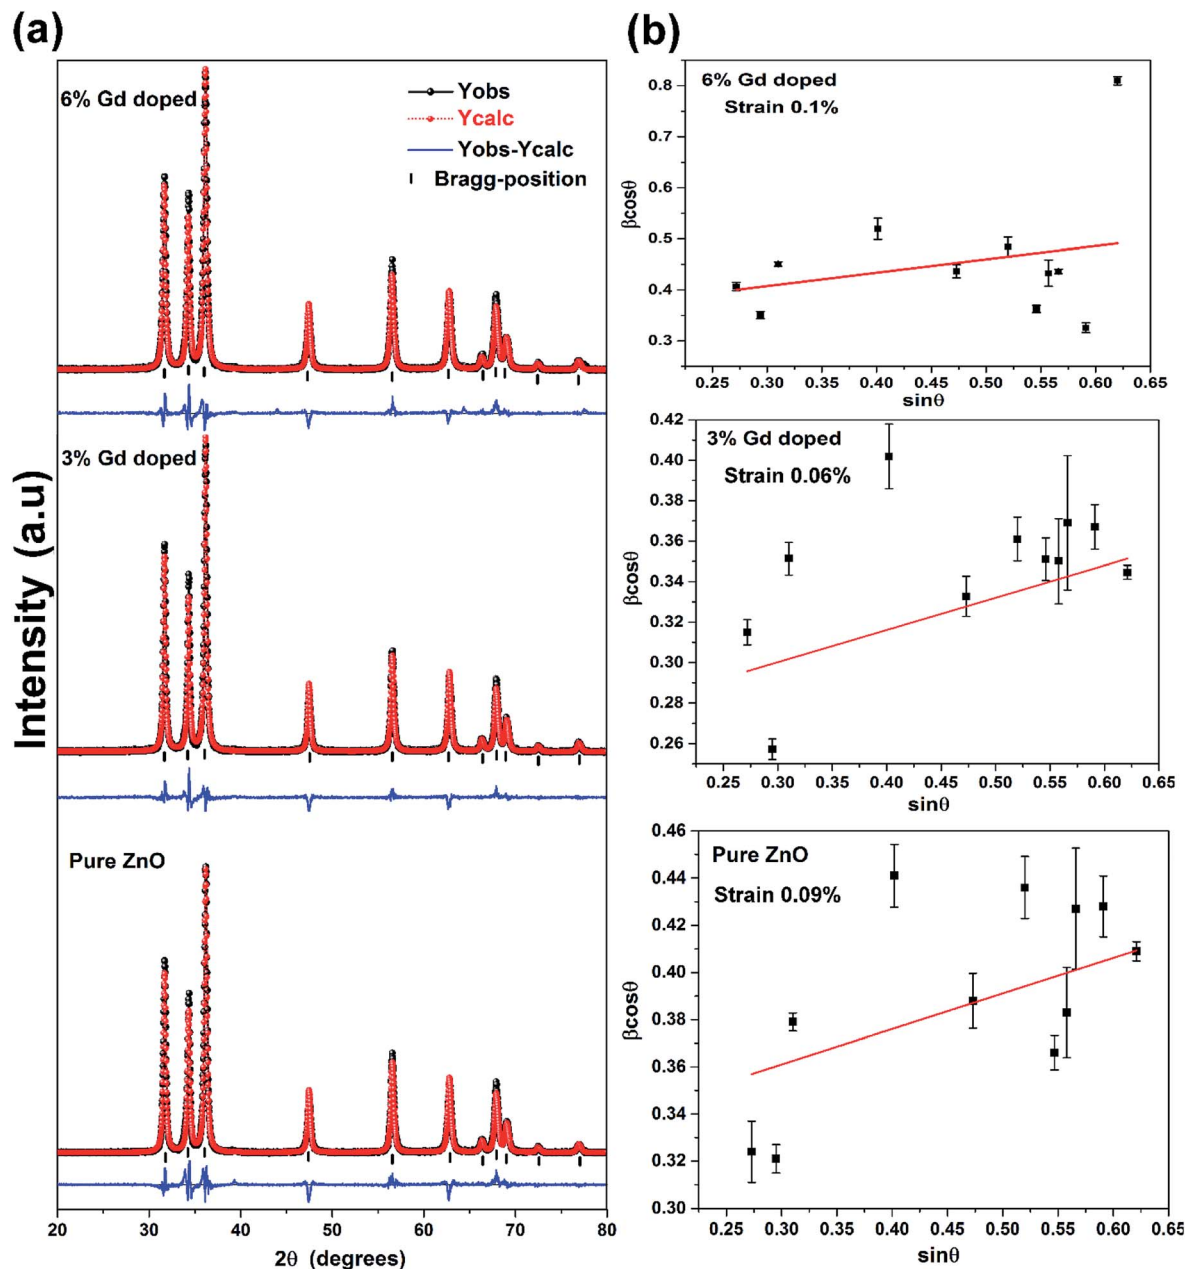 (a)
6% Gd doped
Yobs
Ycalc
Yobs-Ycalc
Bragg-position
3% Gd doped
Pure ZnO
Intensity (a.u)
20 30 40 50 60 70 80
2θ (degrees)
(b)
6% Gd doped
Strain 0.1%
βcosθ
0.8
0.7
0.6
0.5
0.4
0.3
0.25 0.30 0.35 0.40 0.45 0.50 0.55 0.60 0.65
sinθ
3% Gd doped
Strain 0.06%
βcosθ
0.42
0.40
0.38
0.36
0.34
0.32
0.30
0.28
0.26
0.25 0.30 0.35 0.40 0.45 0.50 0.55 0.60 0.65
sinθ
Pure ZnO
Strain 0.09%
βcosθ
0.46
0.44
0.42
0.40
0.38
0.36
0.34
0.32
0.30
0.25 0.30 0.35 0.40 0.45 0.50 0.55 0.60 0.65
sinθ